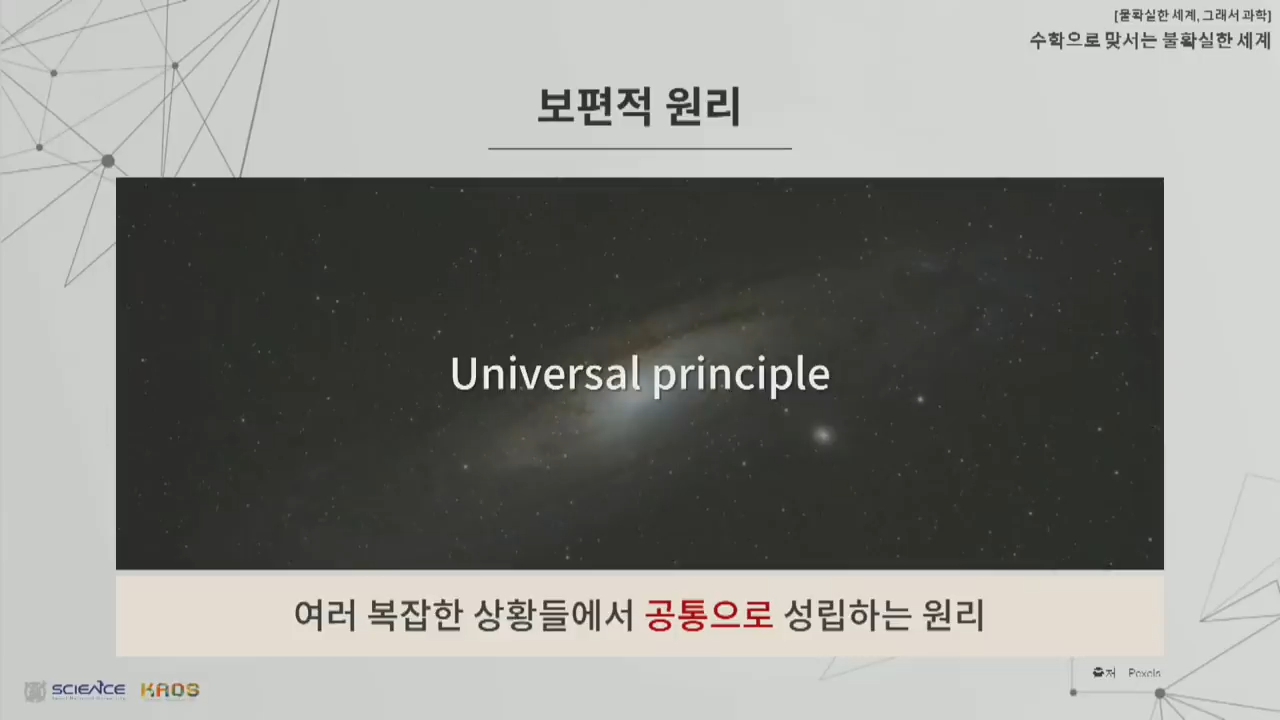 [불확실한 세계, 그래서 과학]
수학으로 맞서는 불확실한 세계
보편적 원리
Universal principle
여러 복잡한 상황들에서 공통으로 성립하는 원리
출처 Pexels
SCIENCE
KAOS